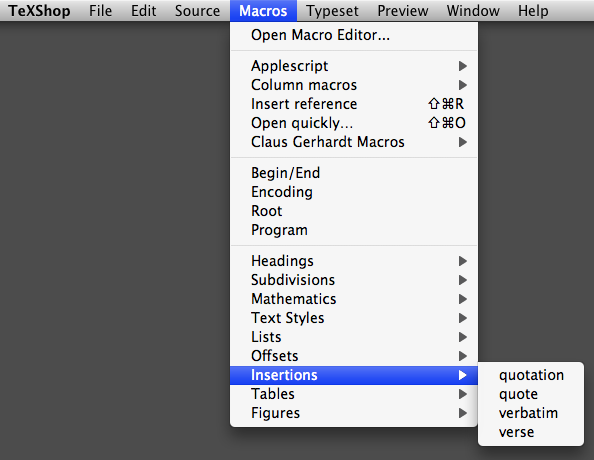 TeXShop File Edit Source Macros Typeset Preview Window Help
Open Macro Editor...
Applescript
Column macros
Insert reference ⇧⌘R
Open quickly... ⇧⌘O
Claus Gerhardt Macros
Begin/End
Encoding
Root
Program
Headings
Subdivisions
Mathematics
Text Styles
Lists
Offsets
Insertions
Tables
Figures
quotation
quote
verbatim
verse